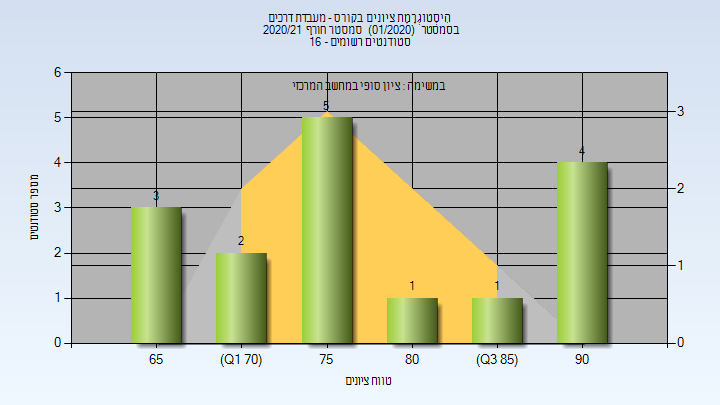 היסטוגרמת ציונים בקורס - מעבדת דרכים
בסמסטר (01/2020) סמסטר חורף 2020/21
סטודנטים רשומים - 16
במשימה : ציון סופי במחשב המרכזי
מספר סטודנטים
6
5
4
3
2
1
0
3
2
1
0
3
2
5
1
1
4
65
(Q1 70)
75
80
(Q3 85)
90
טווח ציונים